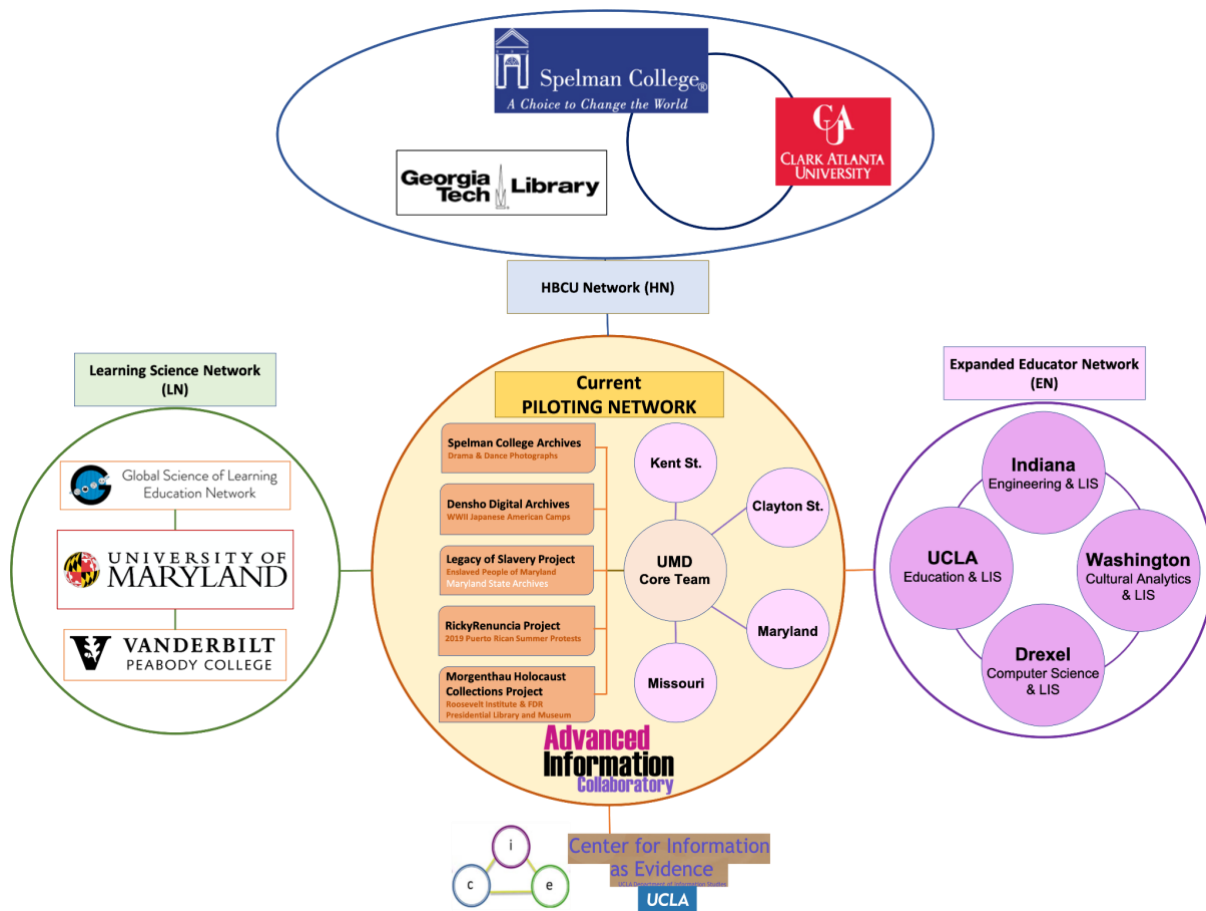 Spelman College®
A Choice to Change the World
CAU
CLARK ATLANTA
UNIVERSITY
Georgia
Tech
Library
HBCU Network (HN)
Learning Science Network
(LN)
Global Science of Learning
Education Network
UNIVERSITY OF
MARYLAND
V
VANDERBILT
PEABODY COLLEGE
Current
PILOTING NETWORK
Spelman College Archives
Drama & Dance Photographs
Densho Digital Archives
WWII Japanese American Camps
Legacy of Slavery Project
Enslaved People of Maryland
Maryland State Archives
RickyRenuncia Project
2019 Puerto Rican Summer Protests
Morgenthau Holocaust
Collections Project
Roosevelt Institute & FDR
Presidential Library and Museum
Kent St.
Clayton St.
UMD
Core Team
Maryland
Missouri
Advanced
Information
Collaboratory
Expanded Educator Network
(EN)
Indiana
Engineering & LIS
UCLA
Education & LIS
Washington
Cultural Analytics
& LIS
Drexel
Computer Science
& LIS
i
c
e
Center for Information
as Evidence
UCLA Department of Information Studies
UCLA